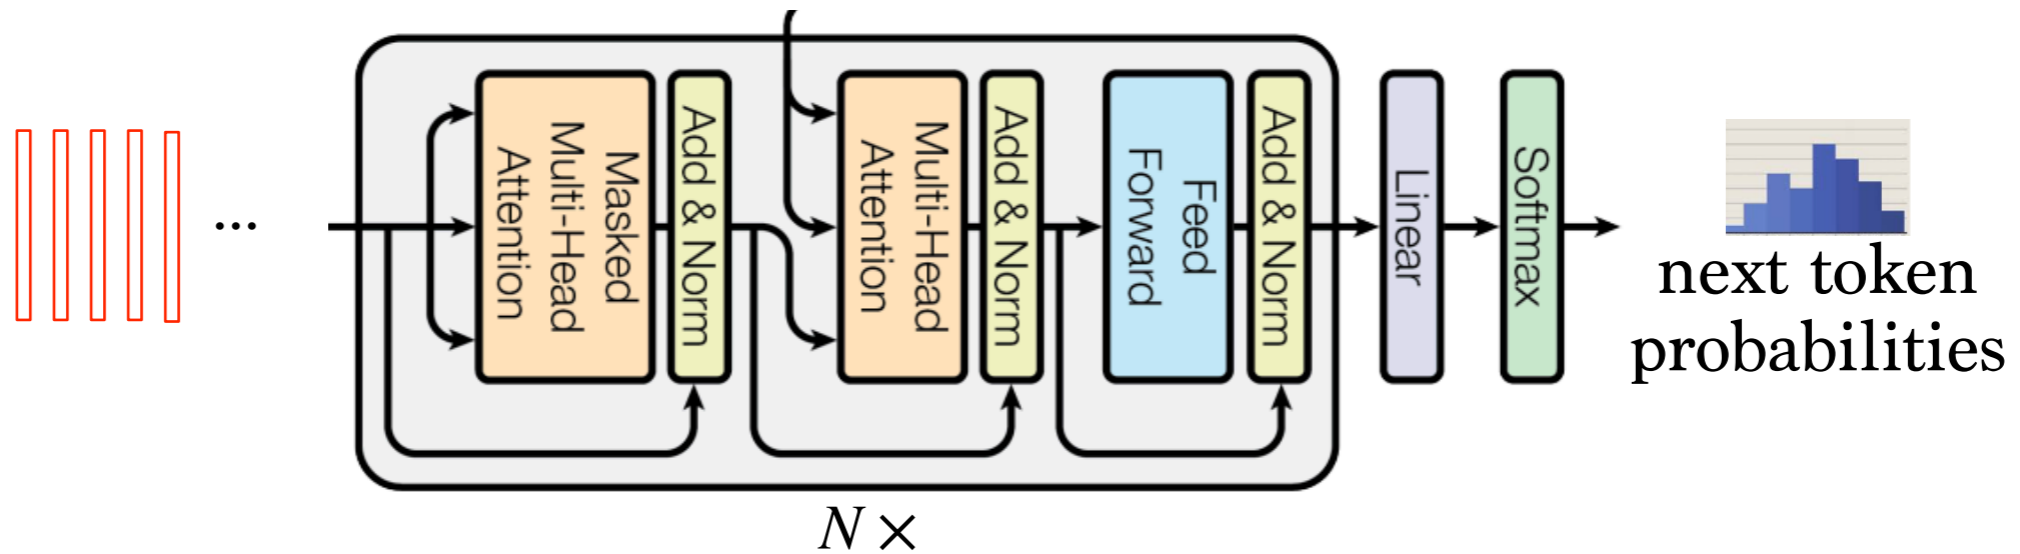 ...
Masked
Multi-Head
Attention
Add & Norm
Multi-Head
Attention
Add & Norm
Feed
Forward
Add & Norm
Linear
Softmax
next token
probabilities
N ×